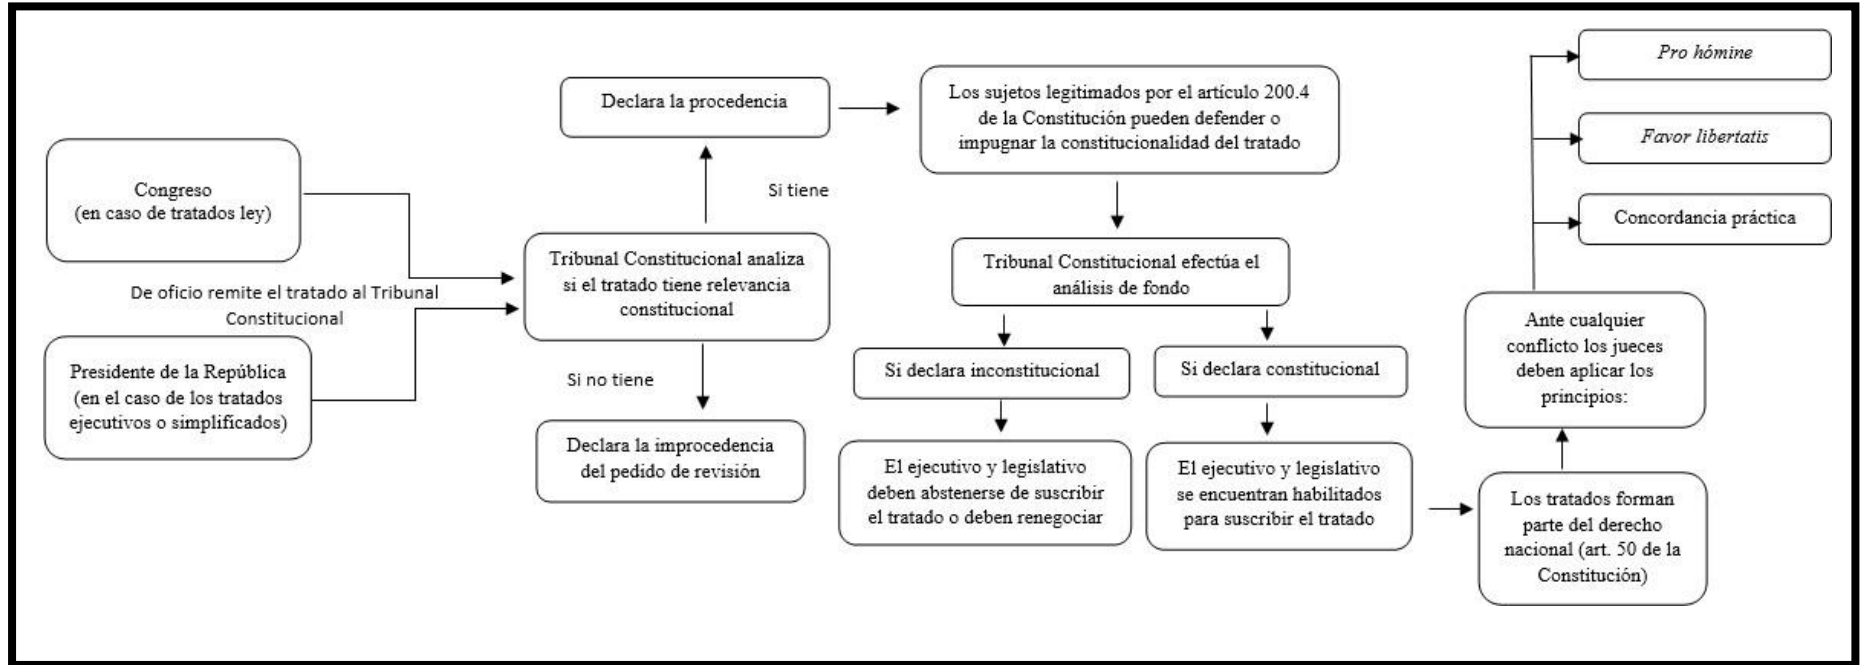 Congreso
(en caso de tratados ley)
De oficio remite el tratado al Tribunal
Constitucional
Presidente de la República
(en el caso de los tratados
ejecutivos o simplificados)
Tribunal Constitucional analiza
si el tratado tiene relevancia
constitucional
Si tiene
Declara la procedencia
Si no tiene
Declara la improcedencia
del pedido de revisión
Los sujetos legitimados por el artículo 200.4
de la Constitución pueden defender o
impugnar la constitucionalidad del tratado
Tribunal Constitucional efectúa el
análisis de fondo
Si declara inconstitucional
El ejecutivo y legislativo
deben abstenerse de suscribir
el tratado o deben renegociar
Si declara constitucional
El ejecutivo y legislativo
se encuentran habilitados
para suscribir el tratado
Los tratados forman
parte del derecho
nacional (art. 50 de la
Constitución)
Ante cualquier
conflicto los jueces
deben aplicar los
principios:
Pro hómine
Favor libertatis
Concordancia práctica